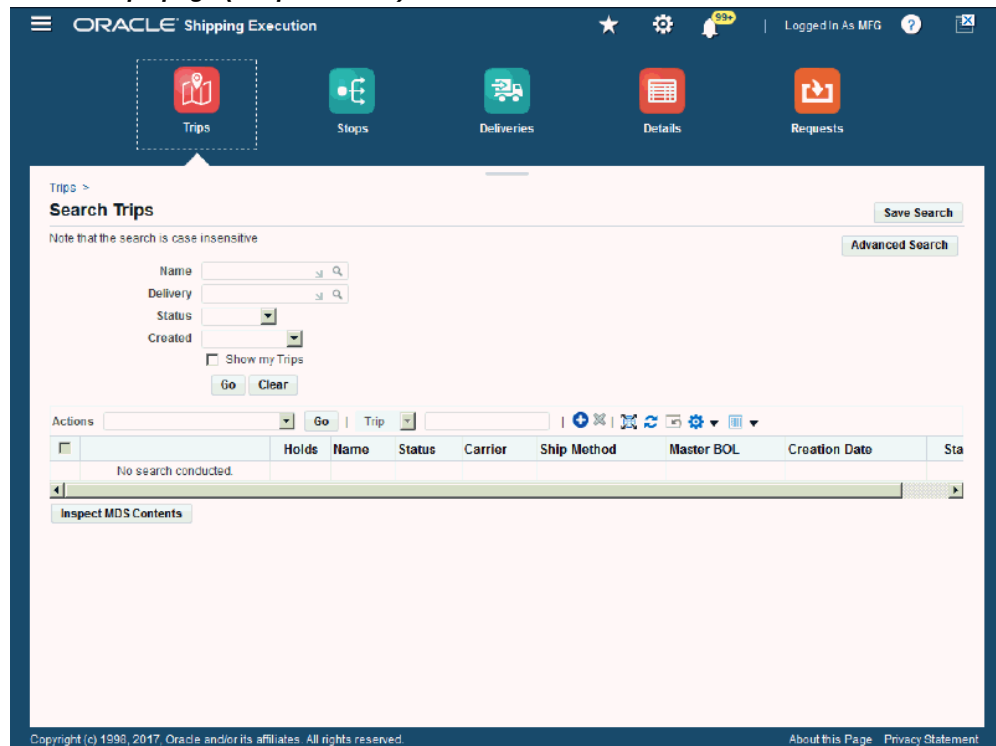 ORACLE Shipping Execution
99+
| Logged In As MFG ?
Trips Stops Deliveries Details Requests
Trips >
Search Trips
Save Search
Note that the search is case insensitive
Advanced Search
Name
Delivery
Status
Created
Show my Trips
Go Clear
Actions Go | Trip | |
Holds Name Status Carrier Ship Method Master BOL Creation Date Sta
No search conducted.
Inspect MDS Contents
Copyright (c) 1998, 2017, Oracle and/or its affiliates. All rights reserved. About this Page Privacy Statement